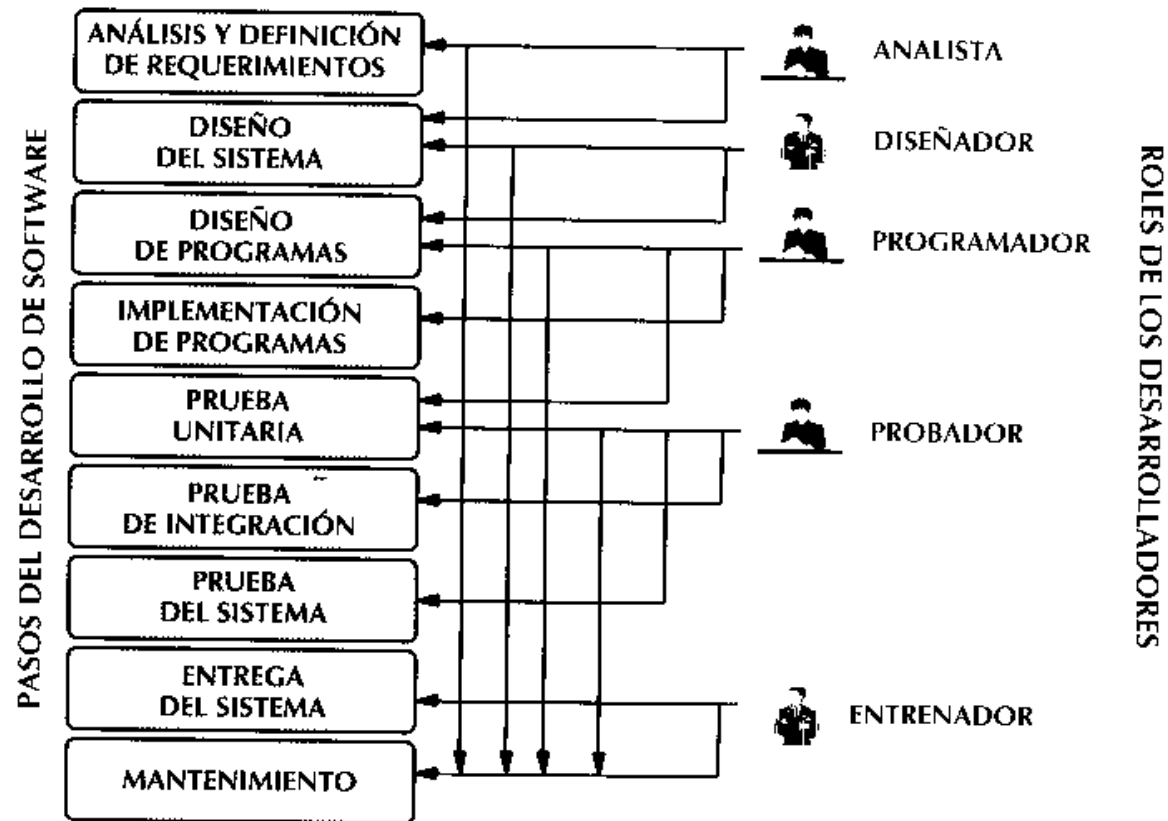 PASOS DEL DESARROLLO DE SOFTWARE
ANÁLISIS Y DEFINICIÓN
DE REQUERIMIENTOS
DISEÑO
DEL SISTEMA
DISEÑO
DE PROGRAMAS
IMPLEMENTACIÓN
DE PROGRAMAS
PRUEBA
UNITARIA
PRUEBA
DE INTEGRACIÓN
PRUEBA
DEL SISTEMA
ENTREGA
DEL SISTEMA
MANTENIMIENTO
ANALISTA
DISEÑADOR
PROGRAMADOR
PROBADOR
ENTRENADOR
ROLES DE LOS DESARROLLADORES